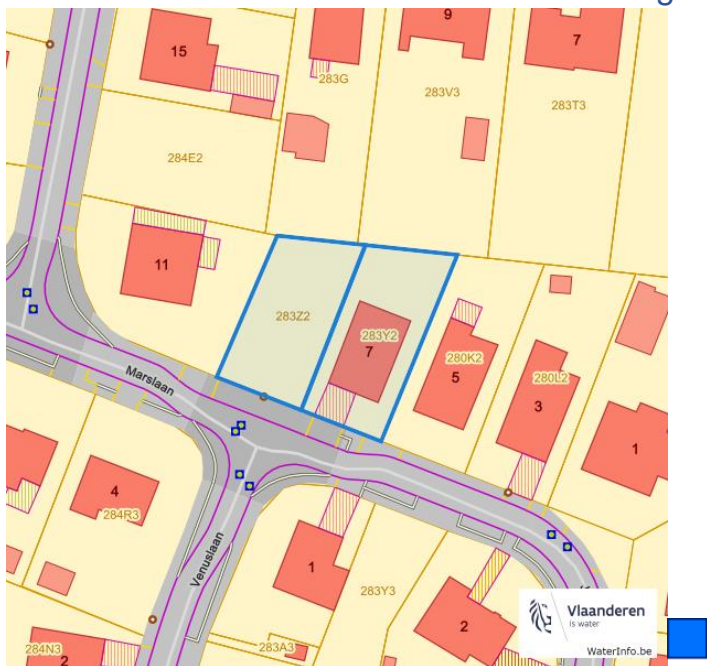 15
283G
9
7
283V3
283T3
284E2
11
283Z2
283Y2
7
280K2
5
280L2
3
1
Marslaan
4
284R3
Venuslaan
1
283Y3
2
283A3
284N3
2
Vlaanderen
is water
WaterInfo.be